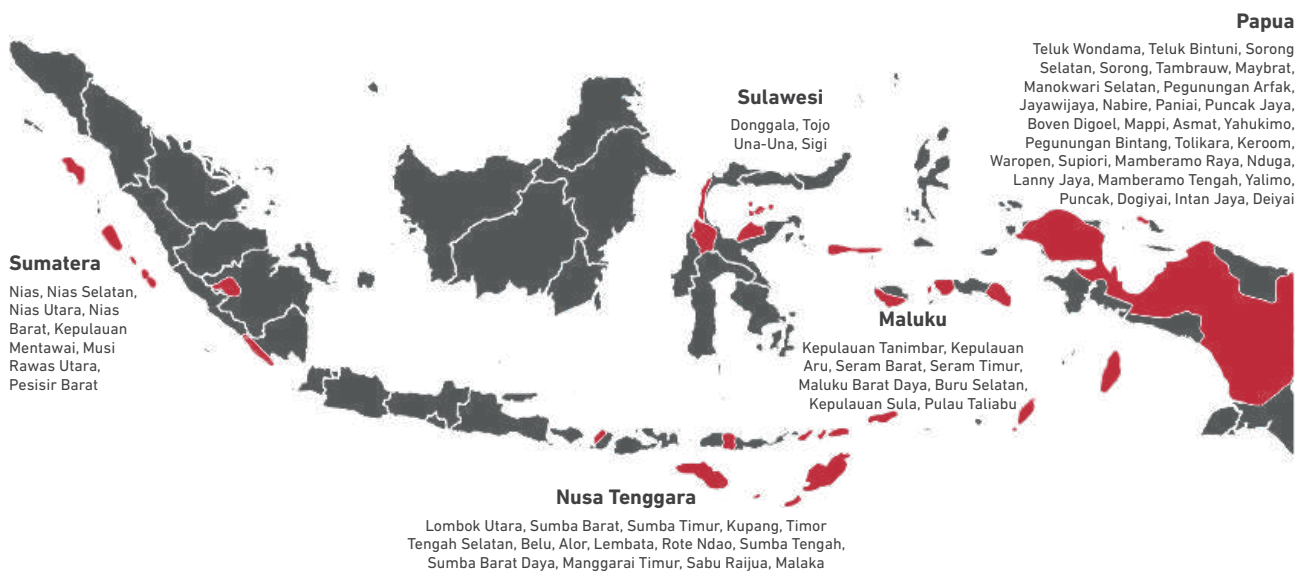 Papua
Teluk Wondama, Teluk Bintuni, Sorong
Selatan, Sorong, Tambrauw, Maybrat,
Manokwari Selatan, Pegunungan Arfak,
Jayawijaya, Nabire, Paniai, Puncak Jaya,
Boven Digoel, Mappi, Asmat, Yahukimo,
Pegunungan Bintang, Tolikara, Keroom,
Waropen, Supiori, Mamberamo Raya, Nduga,
Lanny Jaya, Mamberamo Tengah, Yalimo,
Puncak, Dogiyai, Intan Jaya, Deiyai
Sulawesi
Donggala, Tojo
Una-Una, Sigi
Sumatera
Nias, Nias Selatan,
Nias Utara, Nias
Barat, Kepulauan
Mentawai, Musi
Rawas Utara,
Pesisir Barat
Maluku
Kepulauan Tanimbar, Kepulauan
Aru, Seram Barat, Seram Timur,
Maluku Barat Daya, Buru Selatan,
Kepulauan Sula, Pulau Taliabu
Nusa Tenggara
Lombok Utara, Sumba Barat, Sumba Timur, Kupang, Timor
Tengah Selatan, Belu, Alor, Lembata, Rote Ndao, Sumba Tengah,
Sumba Barat Daya, Manggarai Timur, Sabu Raijua, Malaka